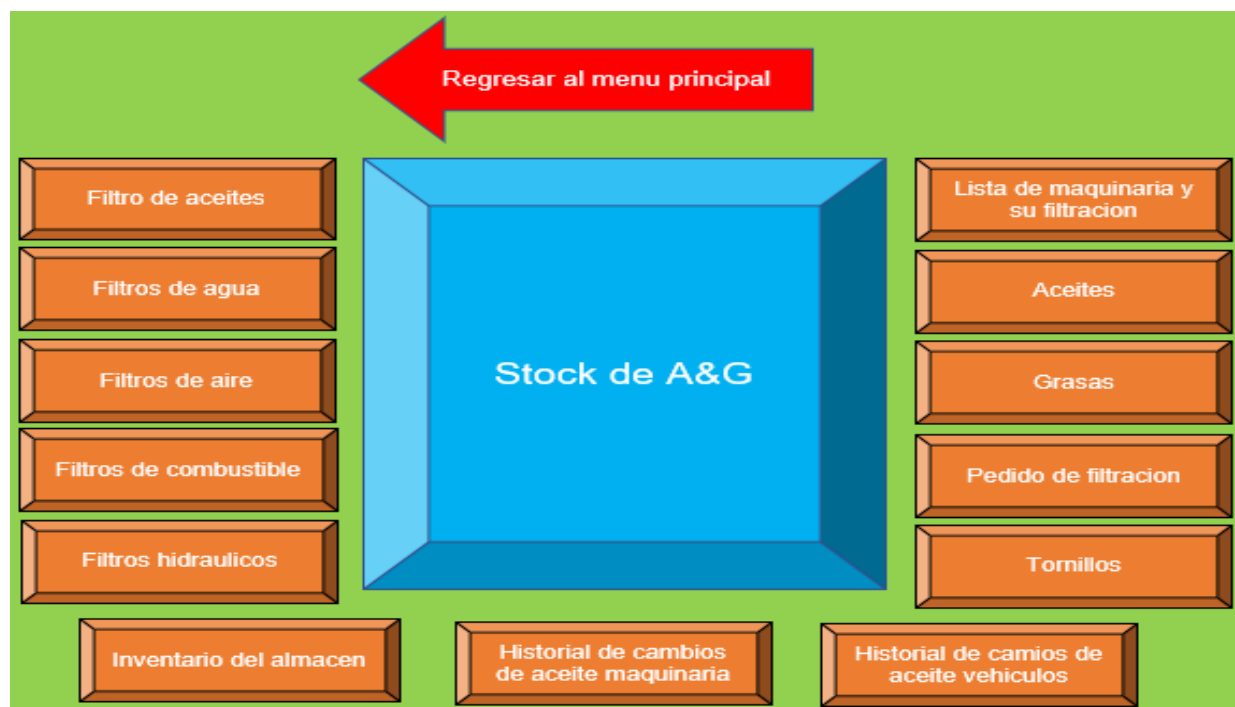 Regresar al menu principal
Filtro de aceites
Filtros de agua
Filtros de aire
Filtros de combustible
Filtros hidraulicos
Stock de A&G
Lista de maquinaria y
su filtracion
Aceites
Grasas
Pedido de filtracion
Tornillos
Inventario del almacen
Historial de cambios
de aceite maquinaria
Historial de camios de
aceite vehiculos